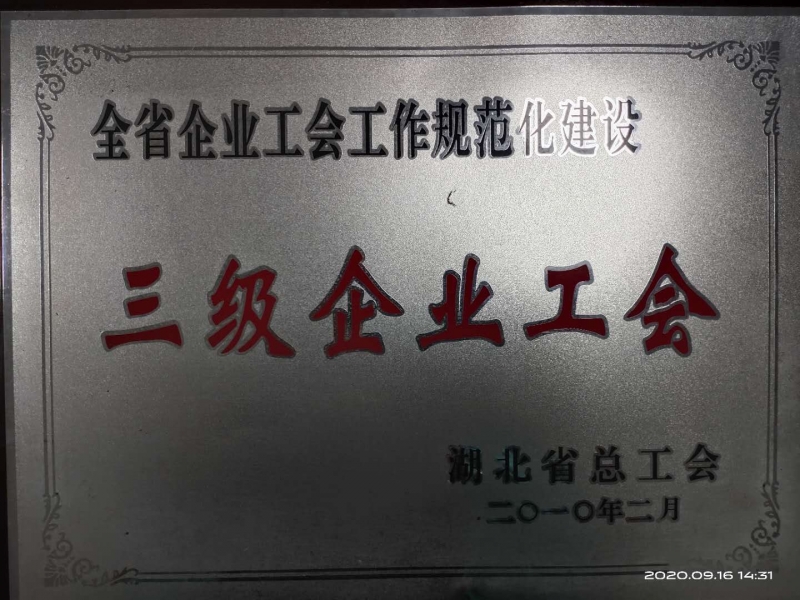 全省企业工会工作规范化建设
三级企业工会
湖北省总工会
二〇一〇年二月
2020.09.16 14:31